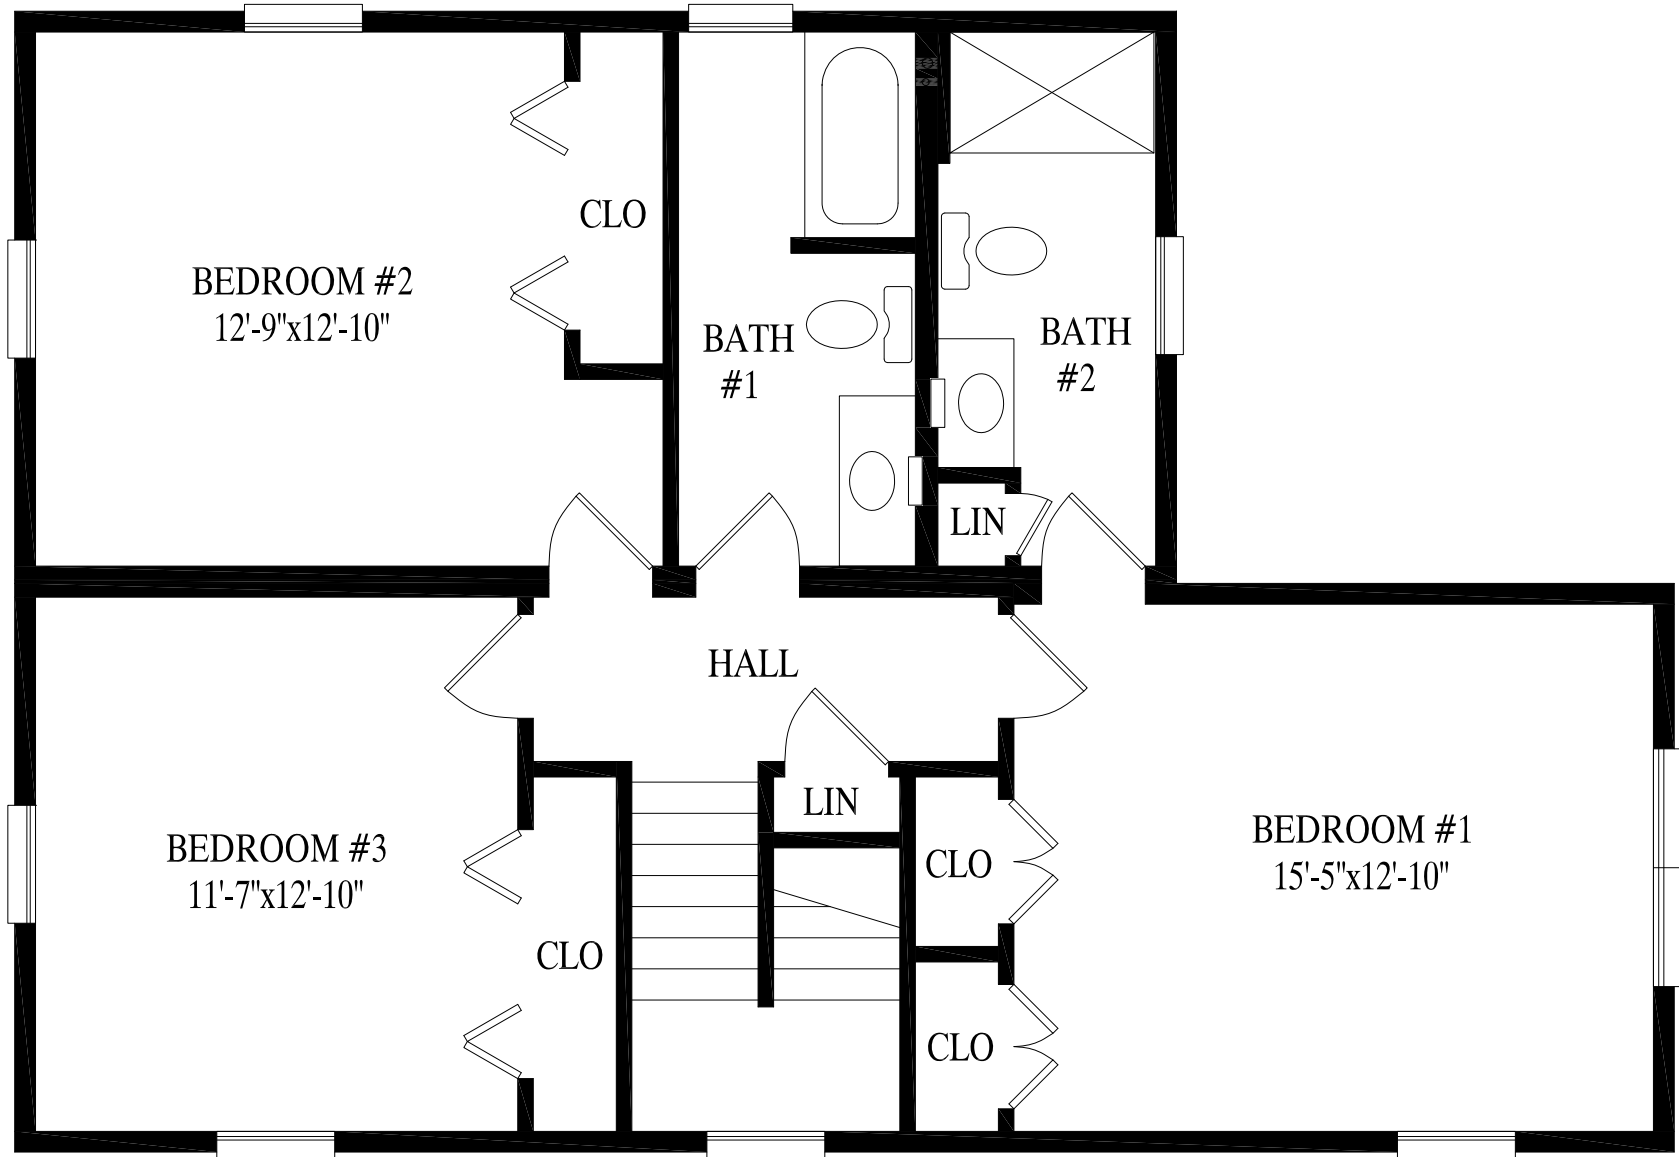 CLO
BEDROOM #2
12'-9"x12'-10"
BATH
#1
BATH
#2
LIN
HALL
LIN
BEDROOM #3
11'-7"x12'-10"
CLO
BEDROOM #1
15'-5"x12'-10"
CLO
CLO